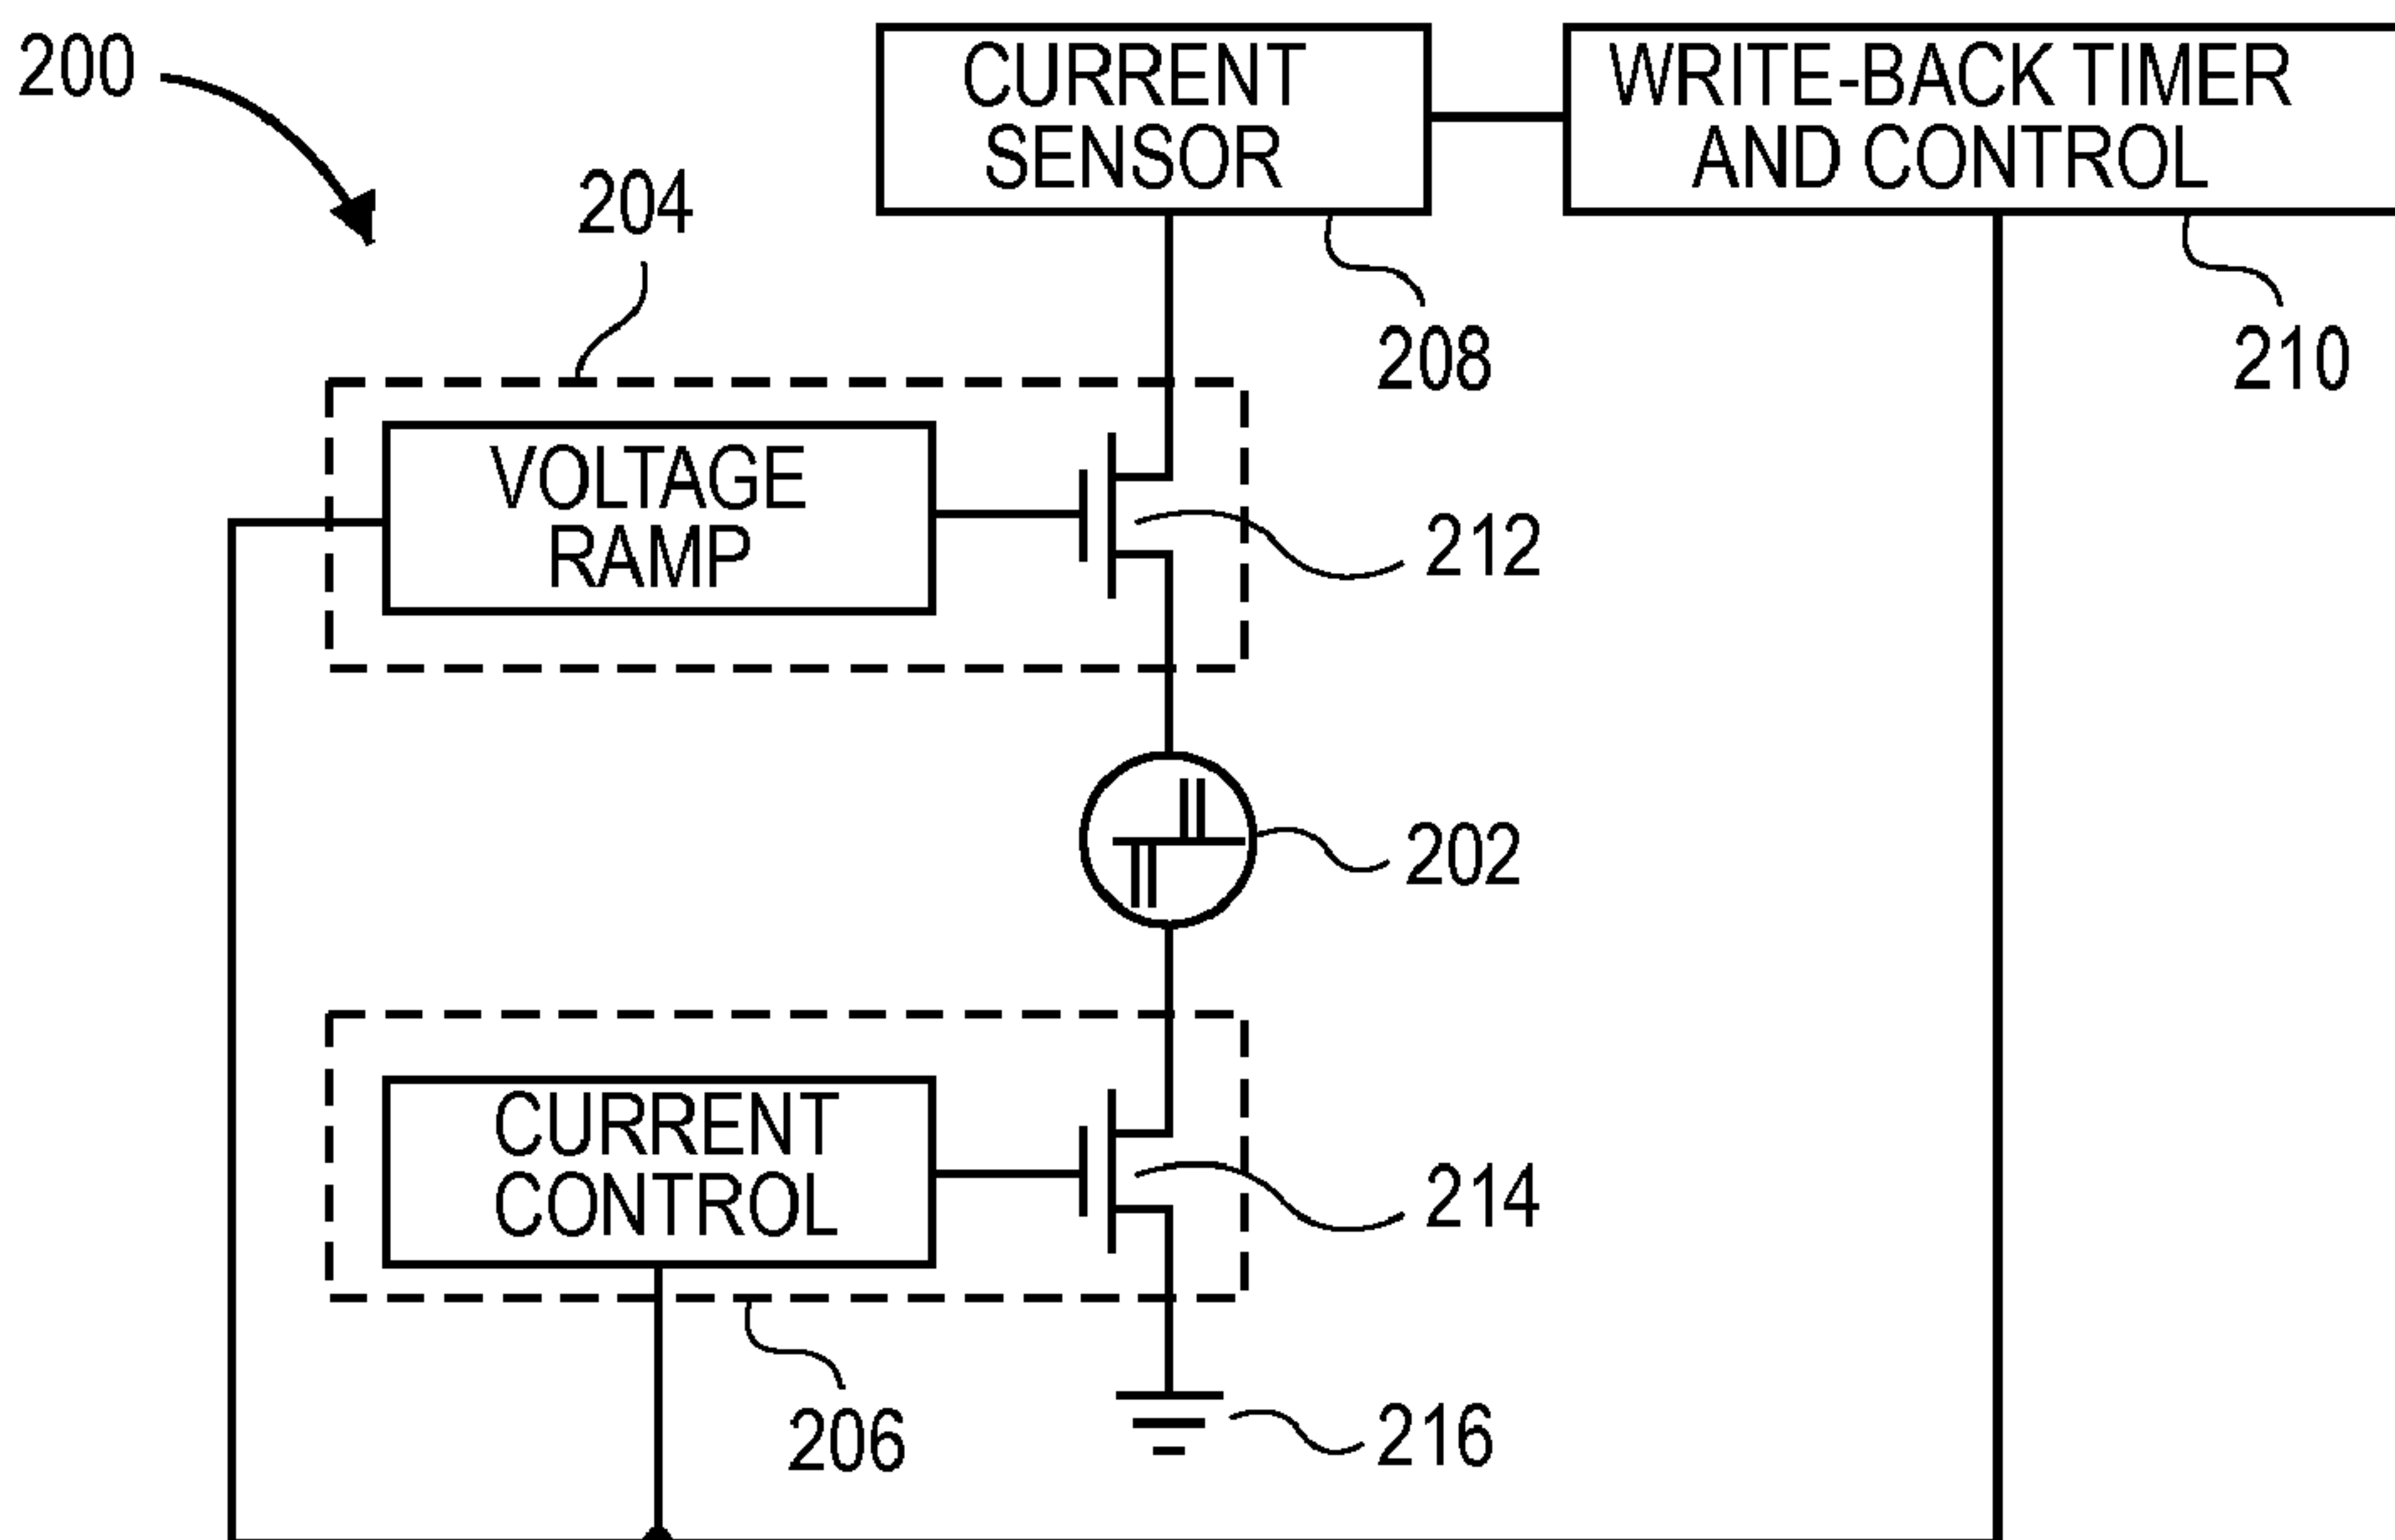 200
CURRENT
SENSOR
WRITE-BACK TIMER
AND CONTROL
204
208
210
VOLTAGE
RAMP
212
202
CURRENT
CONTROL
214
206
216